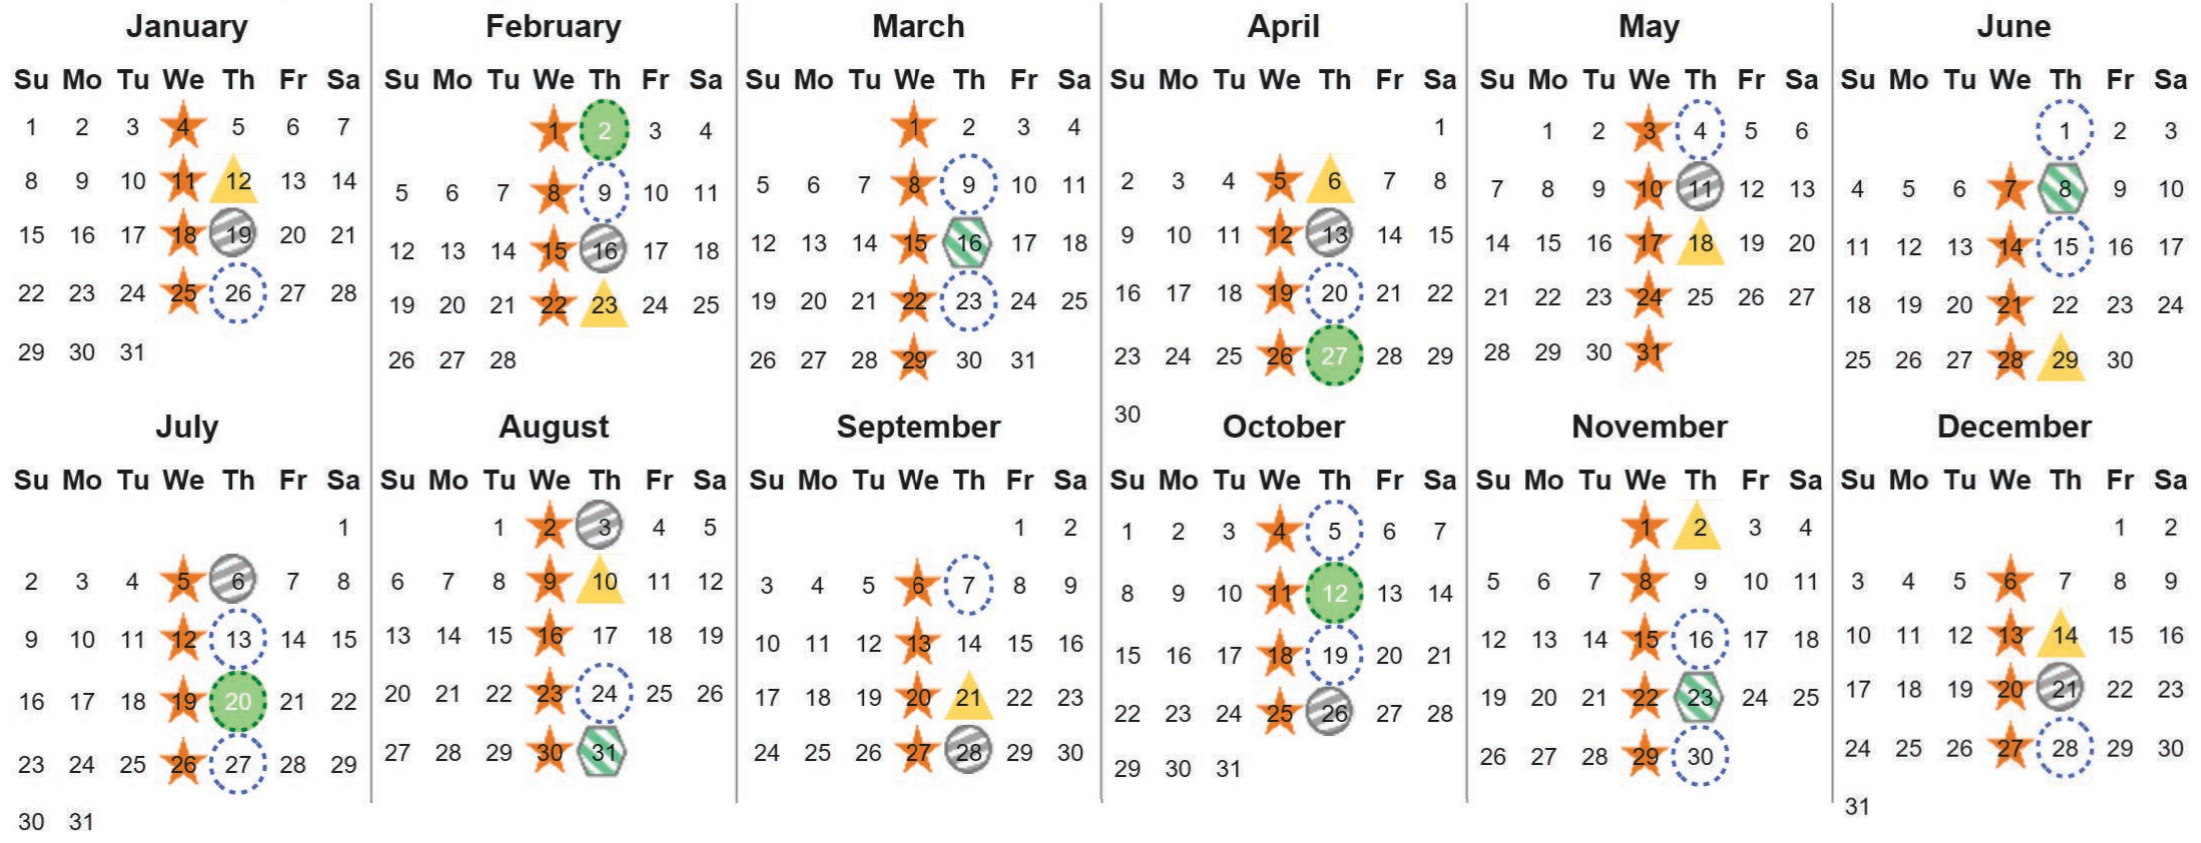 January
Su Mo Tu We Th Fr Sa
1 2 3 4 5 6 7
8 9 10 11 12 13 14
15 16 17 18 19 20 21
22 23 24 25 26 27 28
29 30 31
February
Su Mo Tu We Th Fr Sa
1 2 3 4
5 6 7 8 9 10 11
12 13 14 15 16 17 18
19 20 21 22 23 24 25
26 27 28
March
Su Mo Tu We Th Fr Sa
1 2 3 4
5 6 7 8 9 10 11
12 13 14 15 16 17 18
19 20 21 22 23 24 25
26 27 28 29 30 31
April
Su Mo Tu We Th Fr Sa
1
2 3 4 5 6 7 8
9 10 11 12 13 14 15
16 17 18 19 20 21 22
23 24 25 26 27 28 29
30
May
Su Mo Tu We Th Fr Sa
1 2 3 4 5 6
7 8 9 10 11 12 13
14 15 16 17 18 19 20
21 22 23 24 25 26 27
28 29 30 31
June
Su Mo Tu We Th Fr Sa
1 2 3
4 5 6 7 8 9 10
11 12 13 14 15 16 17
18 19 20 21 22 23 24
25 26 27 28 29 30
July
Su Mo Tu We Th Fr Sa
1
2 3 4 5 6 7 8
9 10 11 12 13 14 15
16 17 18 19 20 21 22
23 24 25 26 27 28 29
30 31
August
Su Mo Tu We Th Fr Sa
1 2 3 4 5
6 7 8 9 10 11 12
13 14 15 16 17 18 19
20 21 22 23 24 25 26
27 28 29 30 31
September
Su Mo Tu We Th Fr Sa
1 2
3 4 5 6 7 8 9
10 11 12 13 14 15 16
17 18 19 20 21 22 23
24 25 26 27 28 29 30
October
Su Mo Tu We Th Fr Sa
1 2 3 4 5 6 7
8 9 10 11 12 13 14
15 16 17 18 19 20 21
22 23 24 25 26 27 28
29 30 31
November
Su Mo Tu We Th Fr Sa
1 2 3 4
5 6 7 8 9 10 11
12 13 14 15 16 17 18
19 20 21 22 23 24 25
26 27 28 29 30
December
Su Mo Tu We Th Fr Sa
1 2
3 4 5 6 7 8 9
10 11 12 13 14 15 16
17 18 19 20 21 22 23
24 25 26 27 28 29 30
31